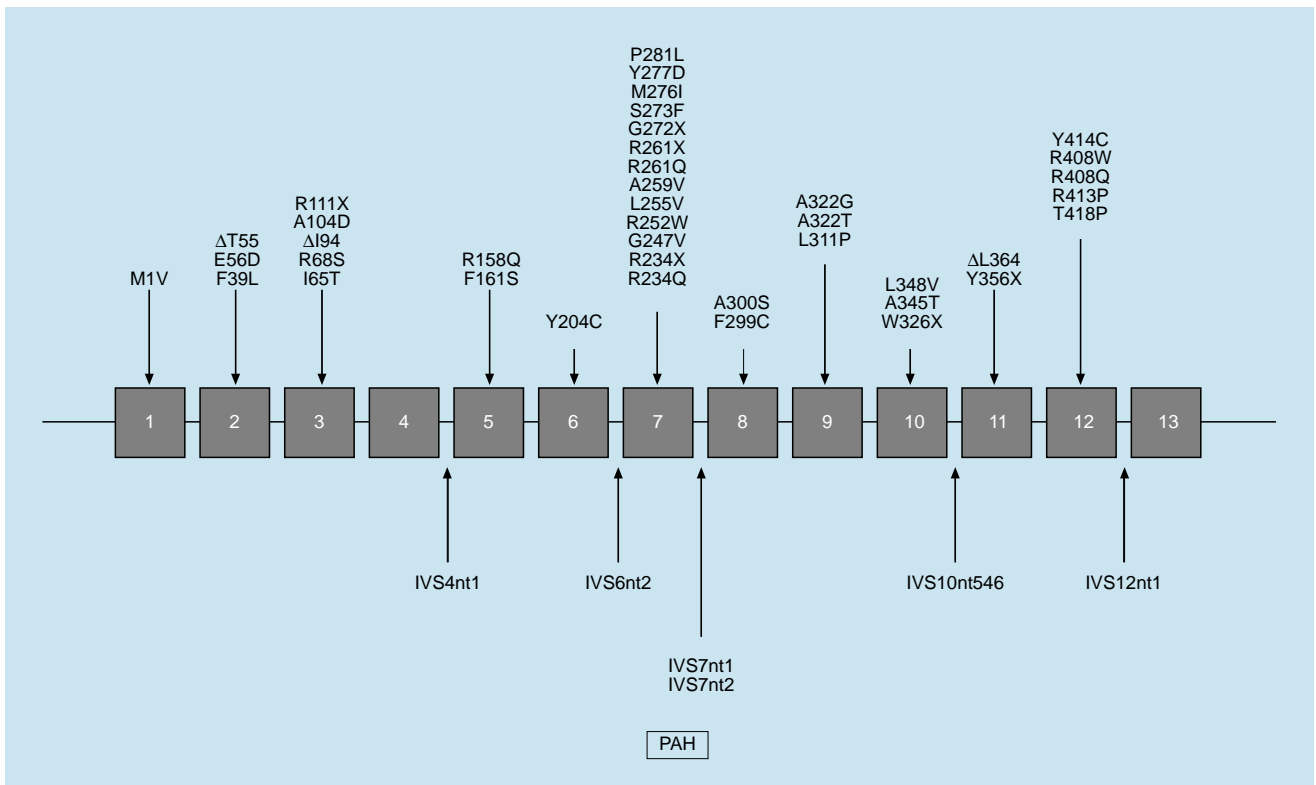 M1V
ΔT55
E56D
F39L
R111X
A104D
ΔI94
R68S
I65T
R158Q
F161S
Y204C
P281L
Y277D
M276I
S273F
G272X
R261X
R261Q
A259V
L255V
R252W
G247V
R234X
R234Q
A300S
F299C
A322G
A322T
L311P
L348V
A345T
W326X
ΔL364
Y356X
Y414C
R408W
R408Q
R413P
T418P
1 2 3 4 5 6 7 8 9 10 11 12 13
IVS4nt1
IVS6nt2
IVS7nt1
IVS7nt2
IVS10nt546
IVS12nt1
PAH